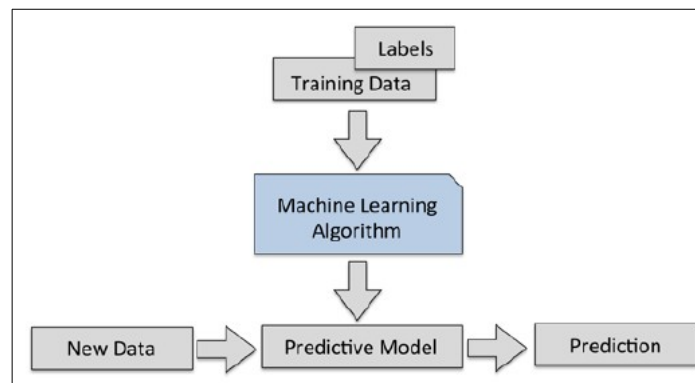 Labels
Training Data
Machine Learning
Algorithm
New Data
Predictive Model
Prediction